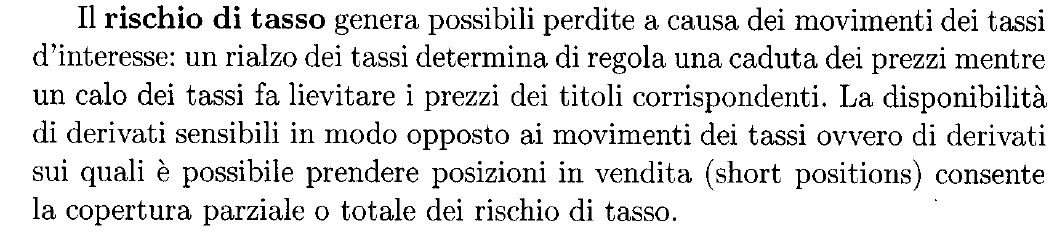 Il rischio di tasso genera possibili perdite a causa dei movimenti dei tassi
d'interesse: un rialzo dei tassi determina di regola una caduta dei prezzi mentre
un calo dei tassi fa lievitare i prezzi dei titoli corrispondenti. La disponibilità
di derivati sensibili in modo opposto ai movimenti dei tassi ovvero di derivati
sui quali è possibile prendere posizioni in vendita (short positions) consente
la copertura parziale o totale dei rischio di tasso.